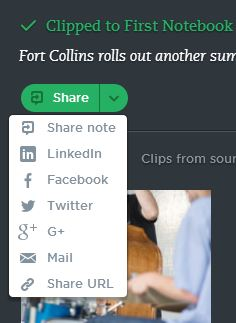 Clipped to First Notebook
Fort Collins rolls out another sum
Share
Share note
LinkedIn
Clips from sour
Facebook
Twitter
G+
Mail
Share URL